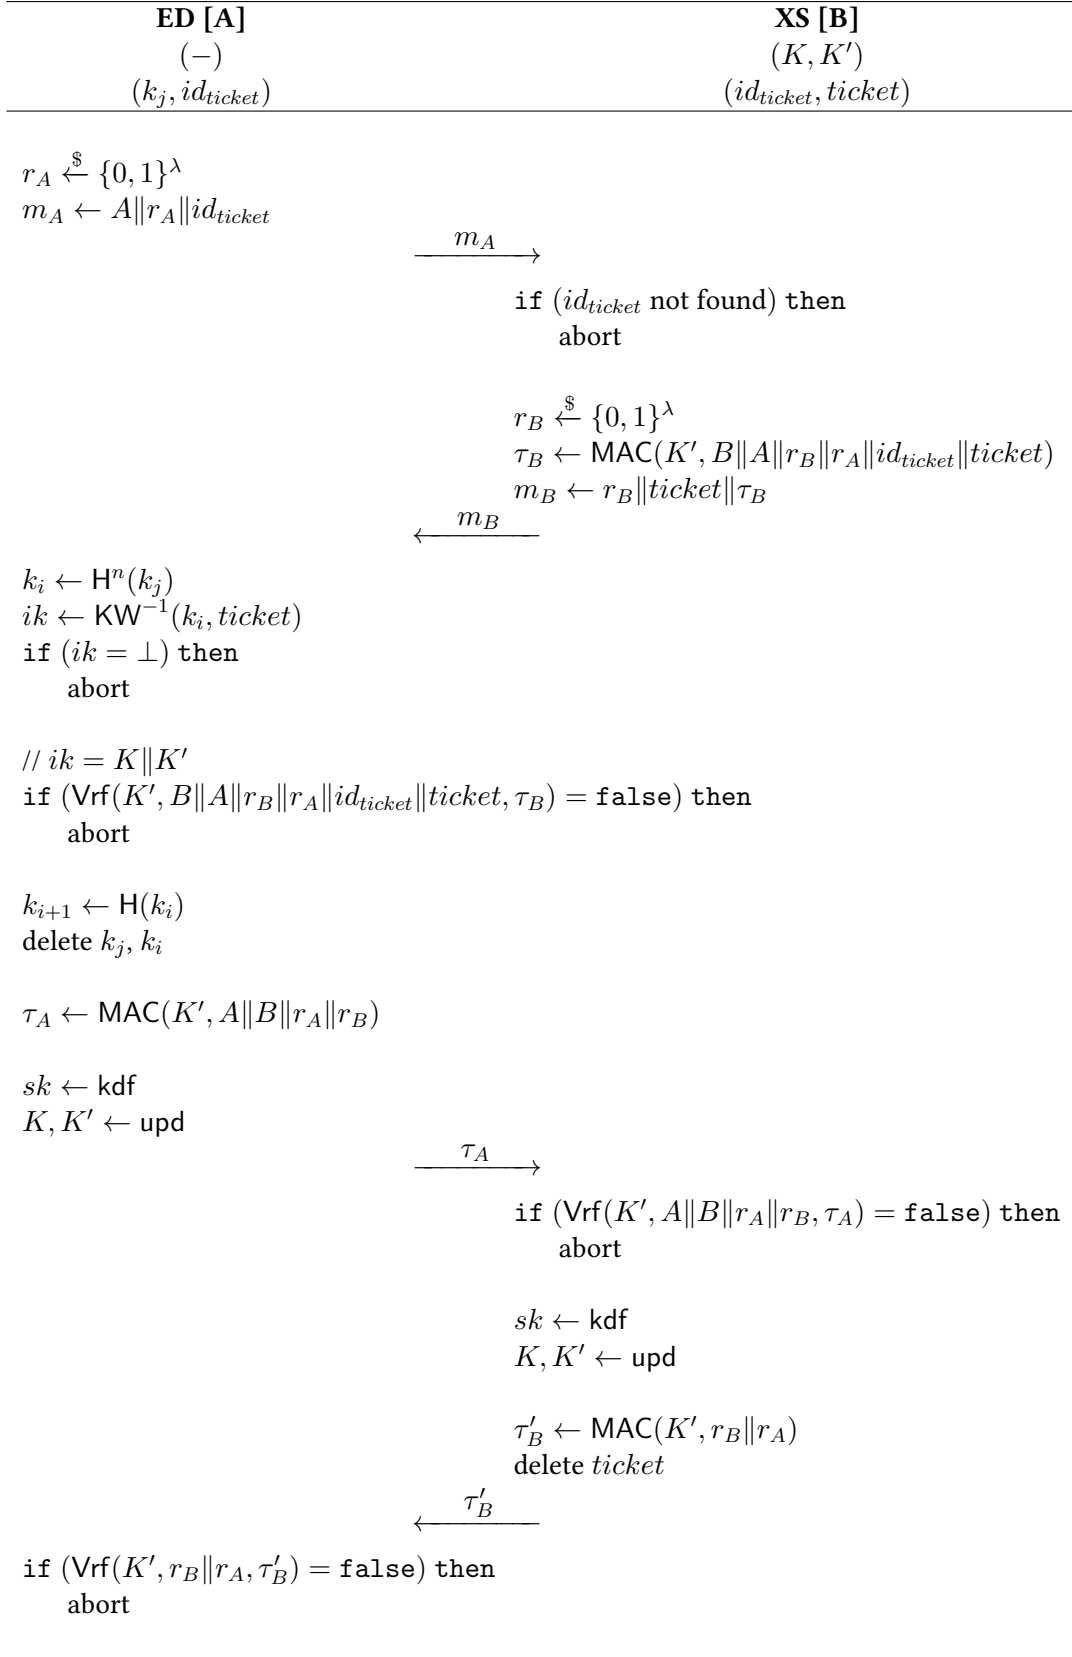 ED [A] XS [B]
(−) (K, K′)
(k_j, id_ticket) (id_ticket, ticket)
r_A ←$ {0, 1}^λ
m_A ← A‖r_A‖id_ticket
m_A
if (id_ticket not found) then
abort
r_B ←$ {0, 1}^λ
τ_B ← MAC(K′, B‖A‖r_B‖r_A‖id_ticket‖ticket)
m_B ← r_B‖ticket‖τ_B
m_B
k_i ← H^n(k_j)
ik ← KW^−1(k_i, ticket)
if (ik = ⊥) then
abort
// ik = K‖K′
if (Vrf(K′, B‖A‖r_B‖r_A‖id_ticket‖ticket, τ_B) = false) then
abort
k_{i+1} ← H(k_i)
delete k_j, k_i
τ_A ← MAC(K′, A‖B‖r_A‖r_B)
sk ← kdf
K, K′ ← upd
τ_A
if (Vrf(K′, A‖B‖r_A‖r_B, τ_A) = false) then
abort
sk ← kdf
K, K′ ← upd
τ′_B ← MAC(K′, r_B‖r_A)
delete ticket
τ′_B
if (Vrf(K′, r_B‖r_A, τ′_B) = false) then
abort